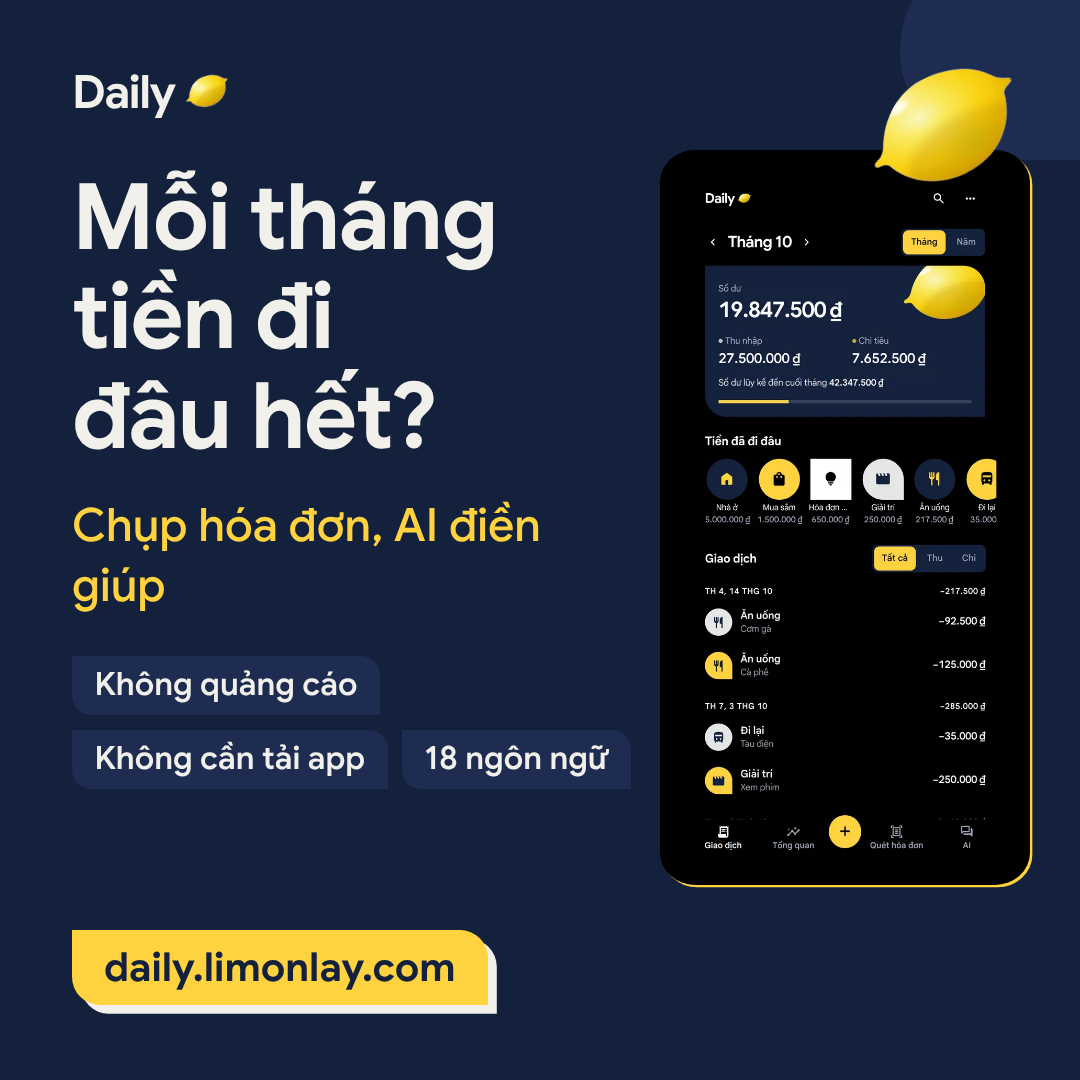 Daily
Mỗi tháng
tiền đi
đâu hết?
Chụp hóa đơn, AI điền
giúp
Không quảng cáo
Không cần tải app
18 ngôn ngữ
daily.limonlay.com
Daily
Tháng 10
Tháng
Năm
Số dư
19.847.500 ₫
Thu nhập
Chi tiêu
27.500.000 ₫
7.652.500 ₫
Số dư lũy kế đến cuối tháng 42.347.500 ₫
Tiền đã đi đâu
Nhà ở
Mua sắm
Hóa đơn ...
Giải trí
Ăn uống
Đi lại
5.000.000 ₫
1.500.000 ₫
650.000 ₫
250.000 ₫
217.500 ₫
35.000
Giao dịch
Tất cả
Thu
Chi
TH 4, 14 THG 10
−217.500 ₫
Ăn uống
Cơm gà
−92.500 ₫
Ăn uống
Cà phê
−125.000 ₫
TH 7, 3 THG 10
−285.000 ₫
Đi lại
Tàu điện
−35.000 ₫
Giải trí
Xem phim
−250.000 ₫
Giao dịch
Tổng quan
+
Quét hóa đơn
AI